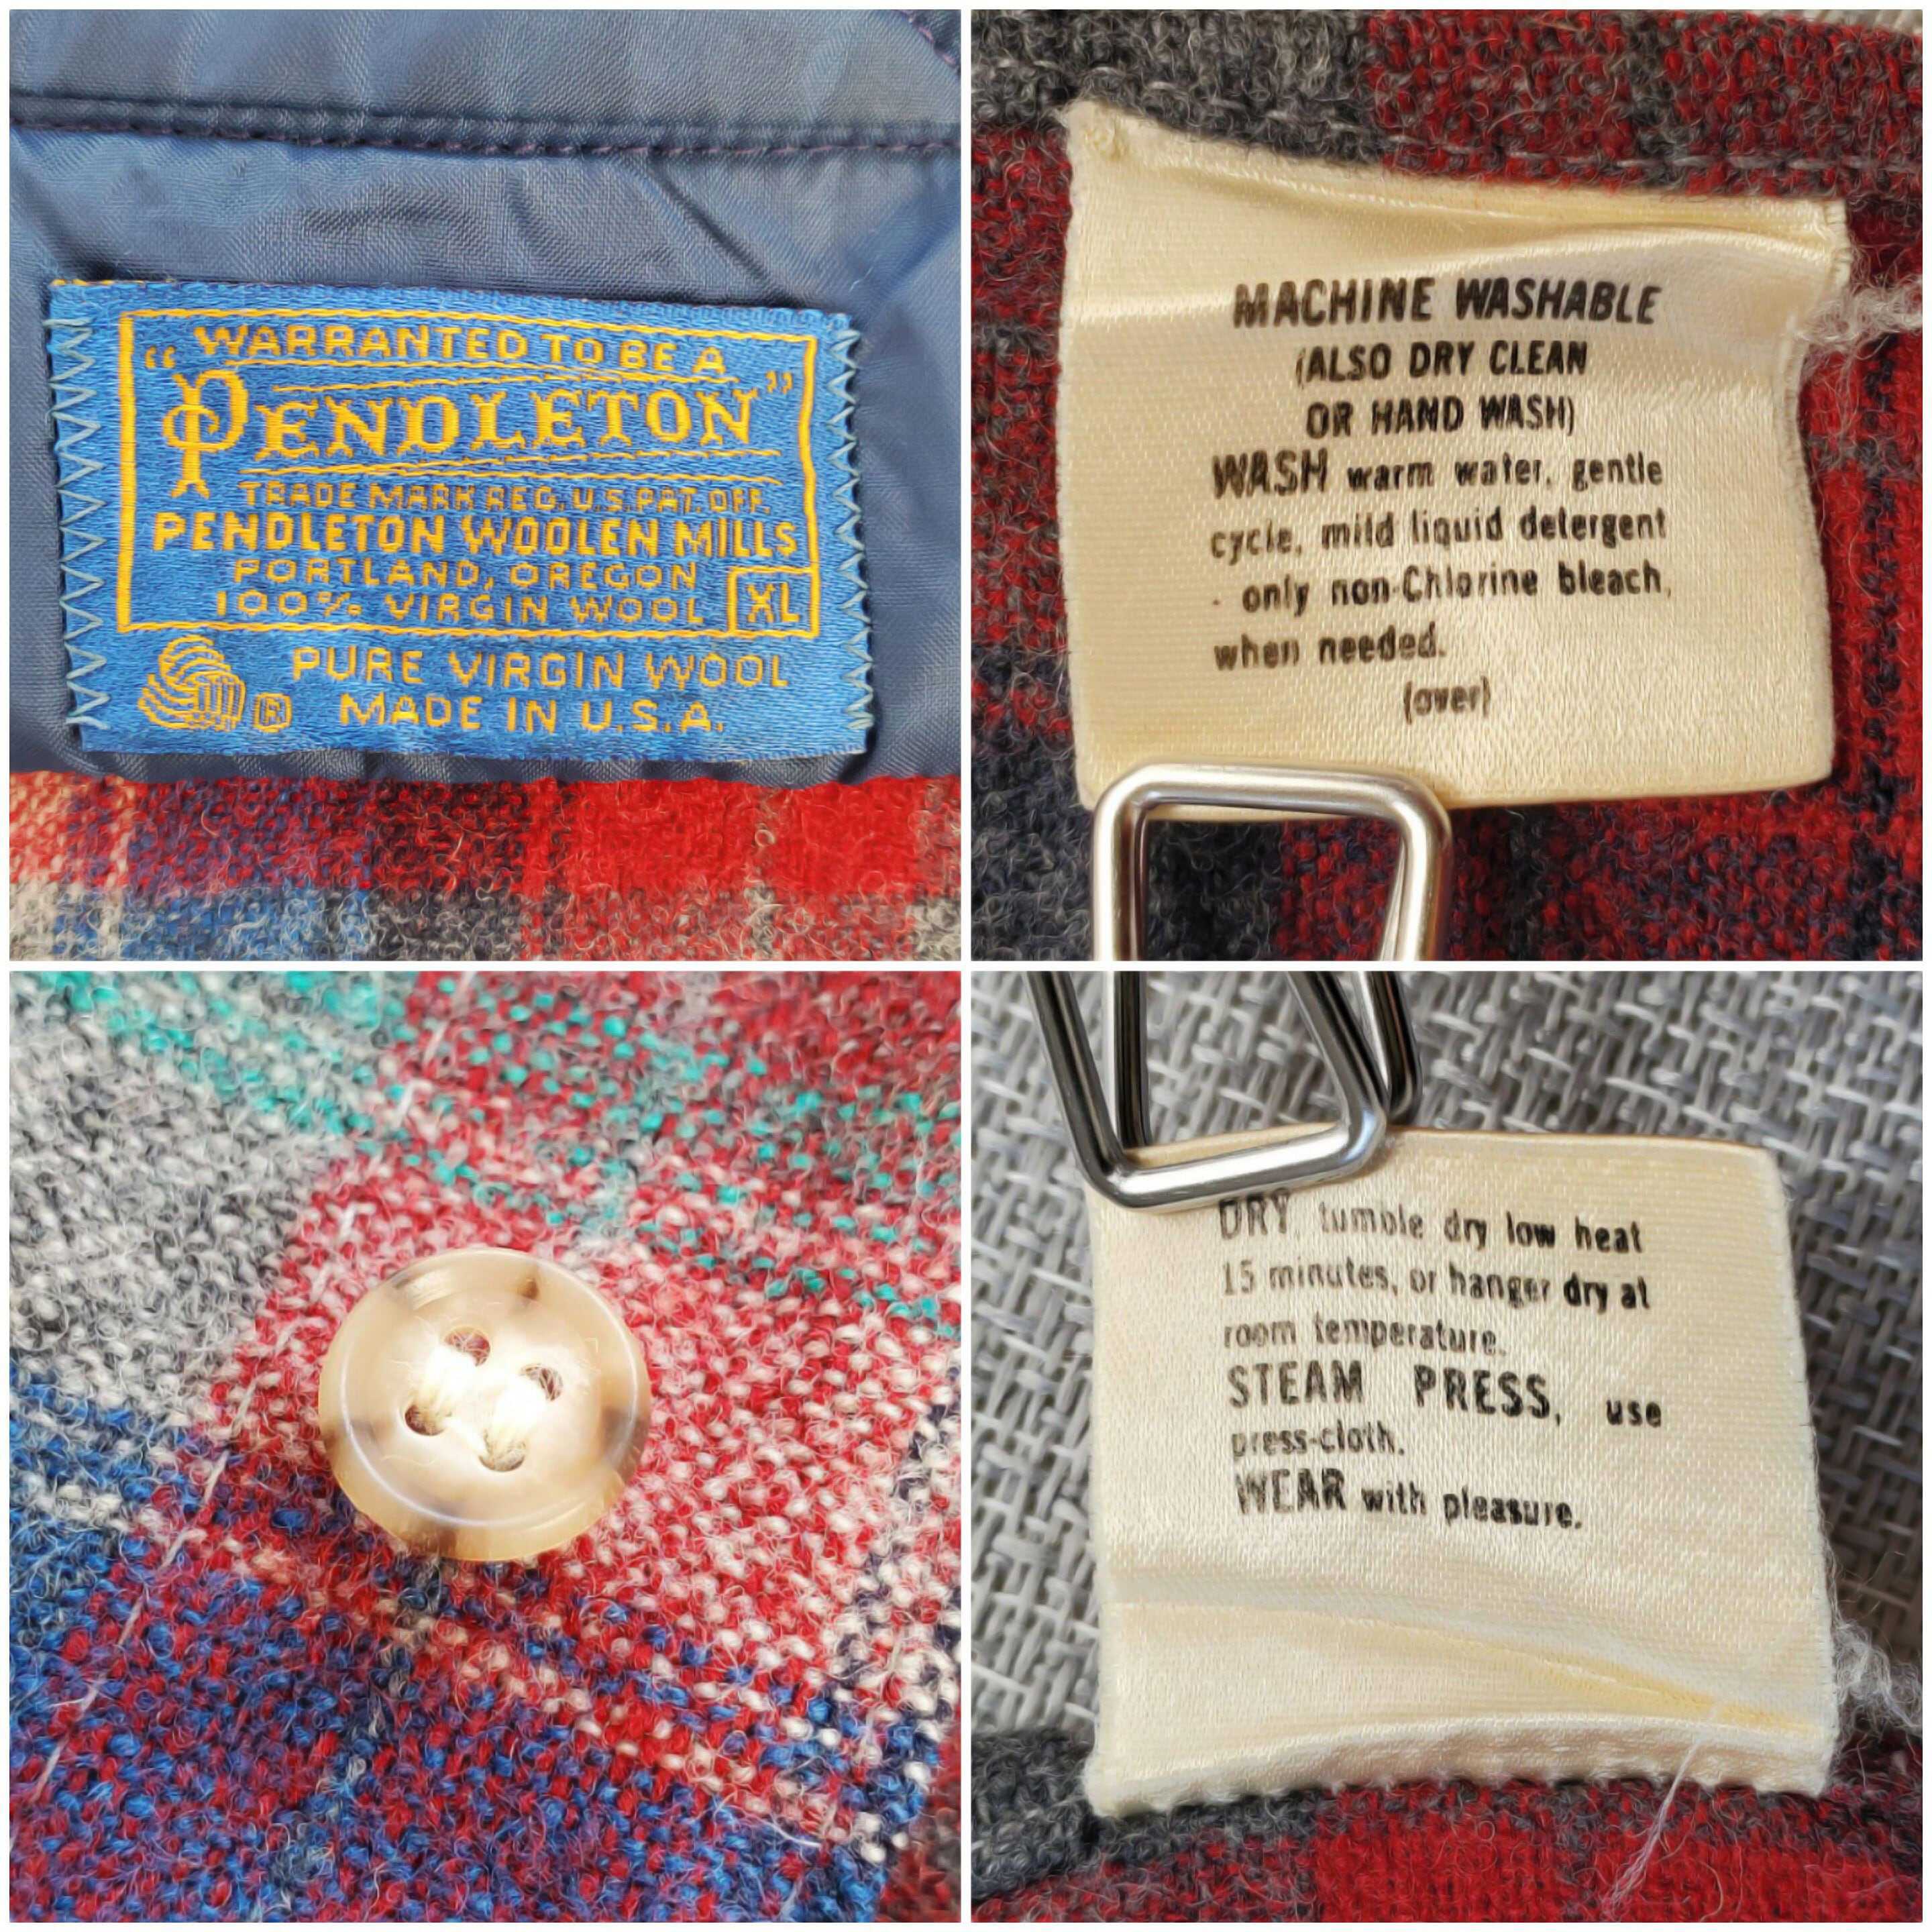 WARRANTED TO BE A
"PENDLETON"
TRADE MARK REG. U.S. PAT. OFF.
PENDLETON WOOLEN MILLS
PORTLAND, OREGON
100% VIRGIN WOOL XL
PURE VIRGIN WOOL
® MADE IN U.S.A.
MACHINE WASHABLE
(ALSO DRY CLEAN
OR HAND WASH)
WASH warm water, gentle
cycle, mild liquid detergent
- only non-Chlorine bleach,
when needed.
(over)
DRY, tumble dry low heat
15 minutes, or hanger dry at
room temperature.
STEAM PRESS, use
press-cloth.
WEAR with pleasure.